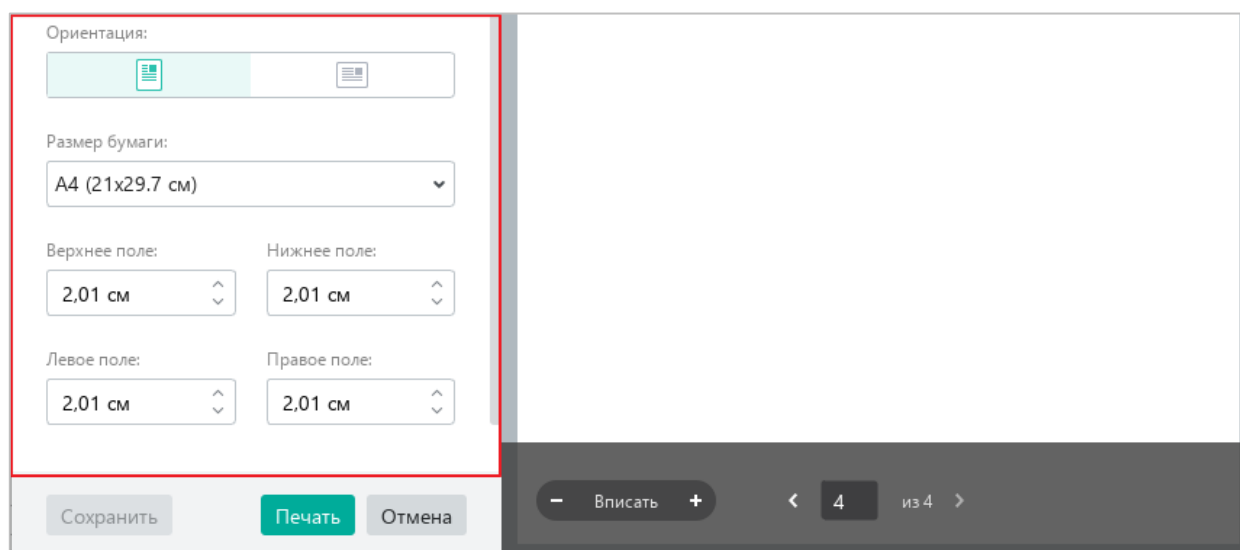 Ориентация:
Размер бумаги:
A4 (21x29.7 см)
Верхнее поле: Нижнее поле:
2,01 см 2,01 см
Левое поле: Правое поле:
2,01 см 2,01 см
Сохранить Печать Отмена
− Вписать + < 4 из 4 >